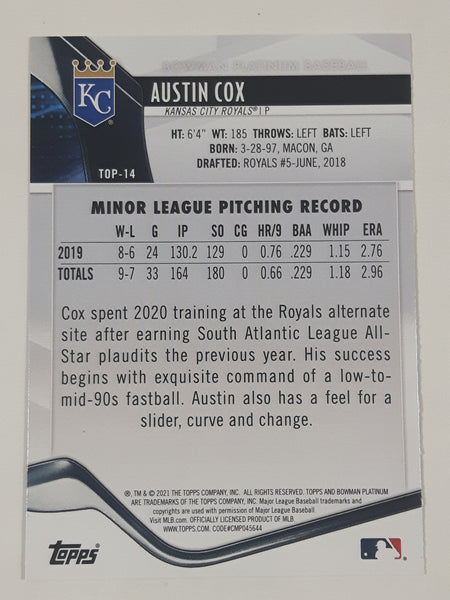 BOWMAN PLATINUM BASEBALL
KC
AUSTIN COX
KANSAS CITY ROYALS® | P
HT: 6'4" WT: 185 THROWS: LEFT BATS: LEFT
BORN: 3-28-97, MACON, GA
DRAFTED: ROYALS #5-JUNE, 2018
TOP-14
MINOR LEAGUE PITCHING RECORD
W-L G IP SO CG HR/9 BAA WHIP ERA
2019 8-6 24 130.2 129 0 0.76 .229 1.15 2.76
TOTALS 9-7 33 164 180 0 0.66 .229 1.18 2.96
Cox spent 2020 training at the Royals alternate
site after earning South Atlantic League All-
Star plaudits the previous year. His success
begins with exquisite command of a low-to-
mid-90s fastball. Austin also has a feel for a
slider, curve and change.
®, TM & © 2021 THE TOPPS COMPANY, INC. ALL RIGHTS RESERVED. TOPPS AND BOWMAN PLATINUM
ARE TRADEMARKS OF THE TOPPS COMPANY, INC. Major League Baseball trademarks and
copyrights are used with permission of Major League Baseball.
Visit MLB.com. OFFICIALLY LICENSED PRODUCT OF MLB
WWW.TOPPS.COM. CODE#CMP045644
TOPPS